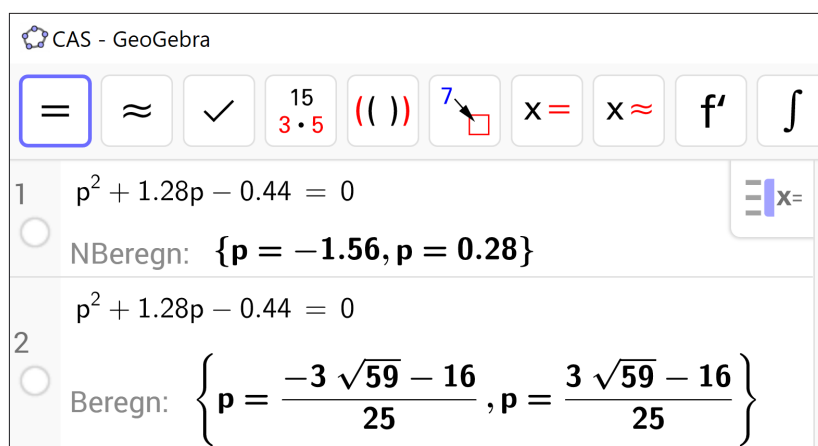 CAS - GeoGebra
= ≈ ✓ 15 3·5 (( )) 7 x= x≈ f′ ∫
1 p² + 1.28p − 0.44 = 0
x=
NBeregn: {p = −1.56, p = 0.28}
2 p² + 1.28p − 0.44 = 0
Beregn: {p = (−3 √59 − 16)/25, p = (3 √59 − 16)/25}